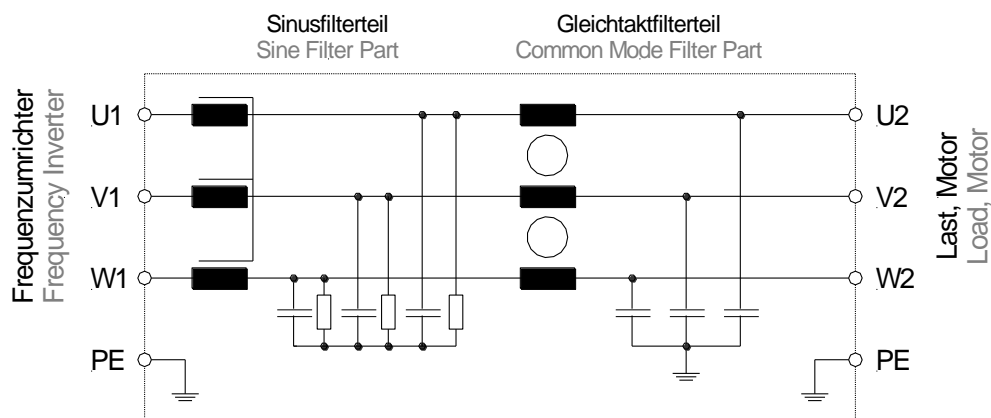 Sinusfilterteil
Sine Filter Part
Gleichtaktfilterteil
Common Mode Filter Part
Frequenzumrichter
Frequency Inverter
U1
V1
W1
PE
U2
V2
W2
PE
Last, Motor
Load, Motor